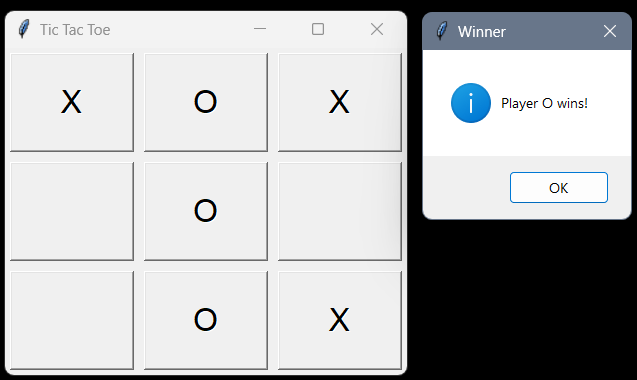 Tic Tac Toe
X O X
O
O X
Winner
Player O wins!
OK